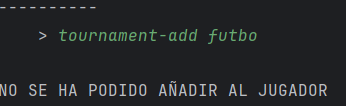 ----------
> tournament-add futbo
NO SE HA PODIDO AÑADIR AL JUGADOR